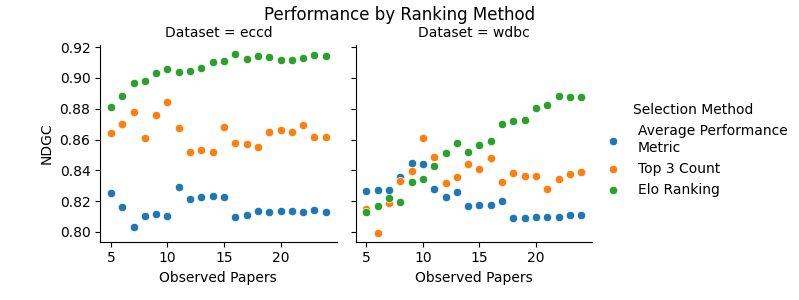 Performance by Ranking Method
Dataset = eccd
Dataset = wdbc
0.92
0.90
0.88
0.86
0.84
0.82
0.80
NDGC
5
10
15
20
Observed Papers
5
10
15
20
Observed Papers
Selection Method
Average Performance
Metric
Top 3 Count
Elo Ranking